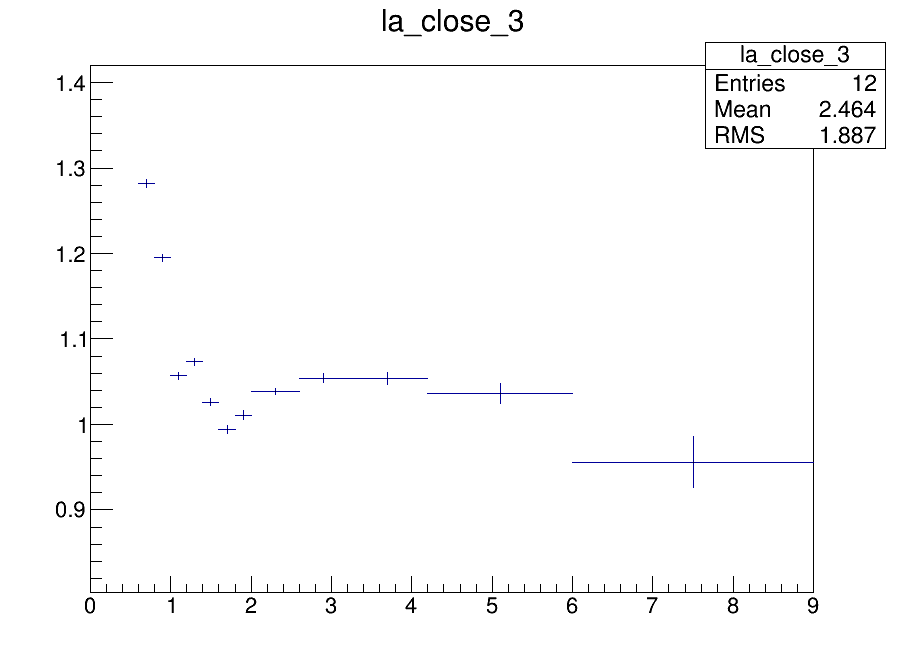 la_close_3
la_close_3
Entries 12
Mean 2.464
RMS 1.887
1.4
1.3
1.2
1.1
1
0.9
0 1 2 3 4 5 6 7 8 9